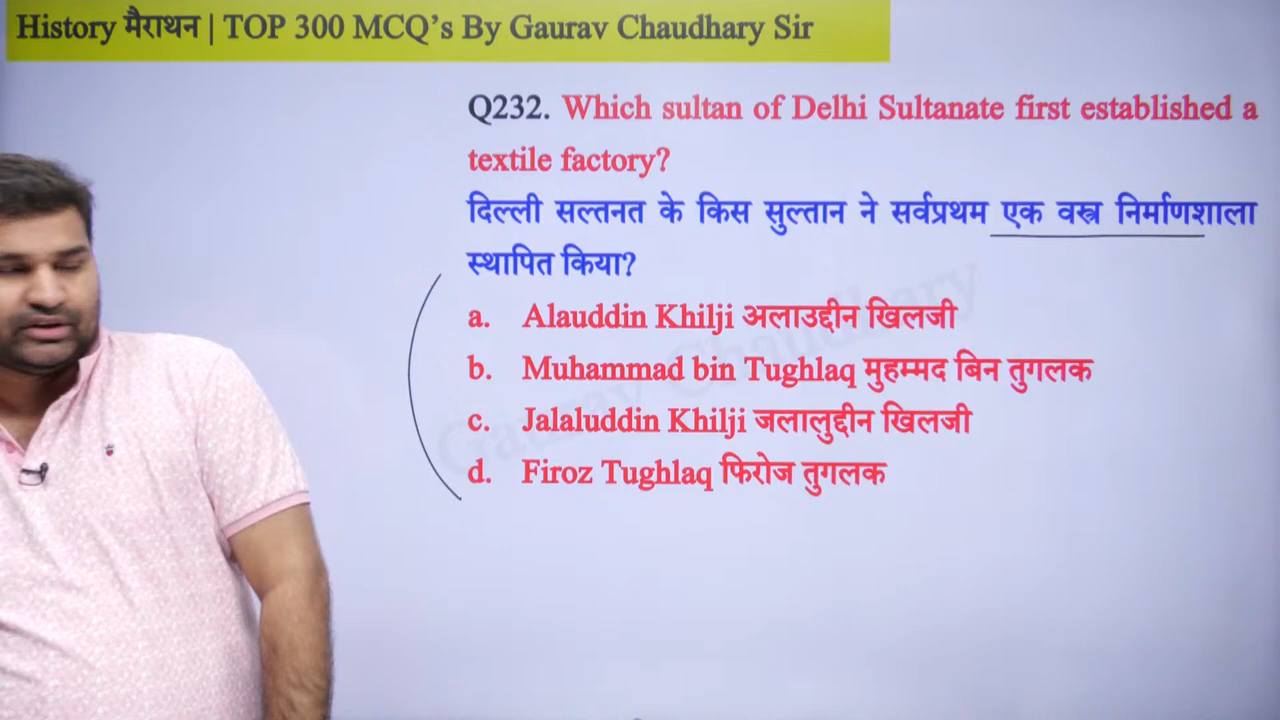 History मैराथन | TOP 300 MCQ’s By Gaurav Chaudhary Sir
Q232. Which sultan of Delhi Sultanate first established a
textile factory?
दिल्ली सल्तनत के किस सुल्तान ने सर्वप्रथम एक वस्त्र निर्माणशाला
स्थापित किया?
a. Alauddin Khilji अलाउद्दीन खिलजी
b. Muhammad bin Tughlaq मुहम्मद बिन तुगलक
c. Jalaluddin Khilji जलालुद्दीन खिलजी
d. Firoz Tughlaq फिरोज तुगलक
Gaurav Chaudhary